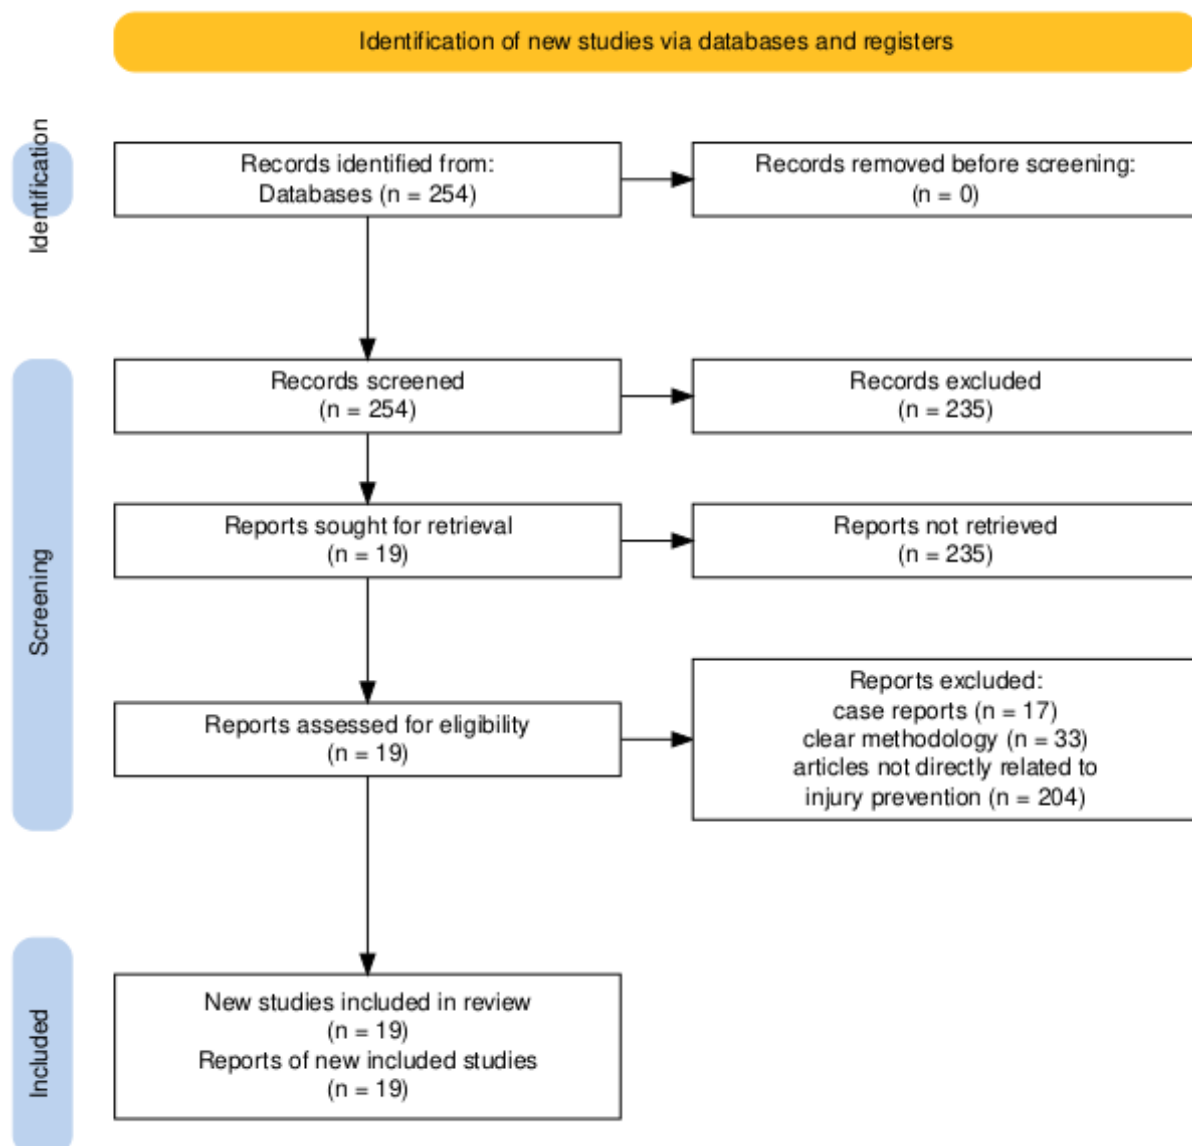 Identification of new studies via databases and registers
Identification
Records identified from:
Databases (n = 254)
Records removed before screening:
(n = 0)
Screening
Records screened
(n = 254)
Records excluded
(n = 235)
Reports sought for retrieval
(n = 19)
Reports not retrieved
(n = 235)
Reports assessed for eligibility
(n = 19)
Reports excluded:
case reports (n = 17)
clear methodology (n = 33)
articles not directly related to
injury prevention (n = 204)
Included
New studies included in review
(n = 19)
Reports of new included studies
(n = 19)